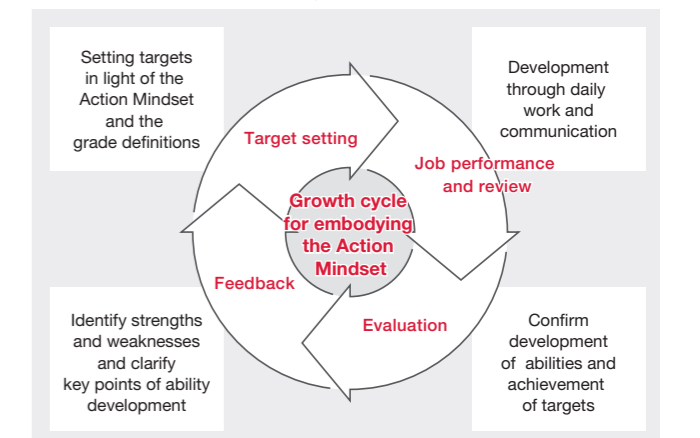 Setting targets
in light of the
Action Mindset
and the
grade definitions
Development
through daily
work and
communication
Target setting
Job performance
and review
Growth cycle
for embodying
the Action
Mindset
Feedback
Evaluation
Identify strengths
and weaknesses
and clarify
key points of ability
development
Confirm
development
of abilities and
achievement
of targets